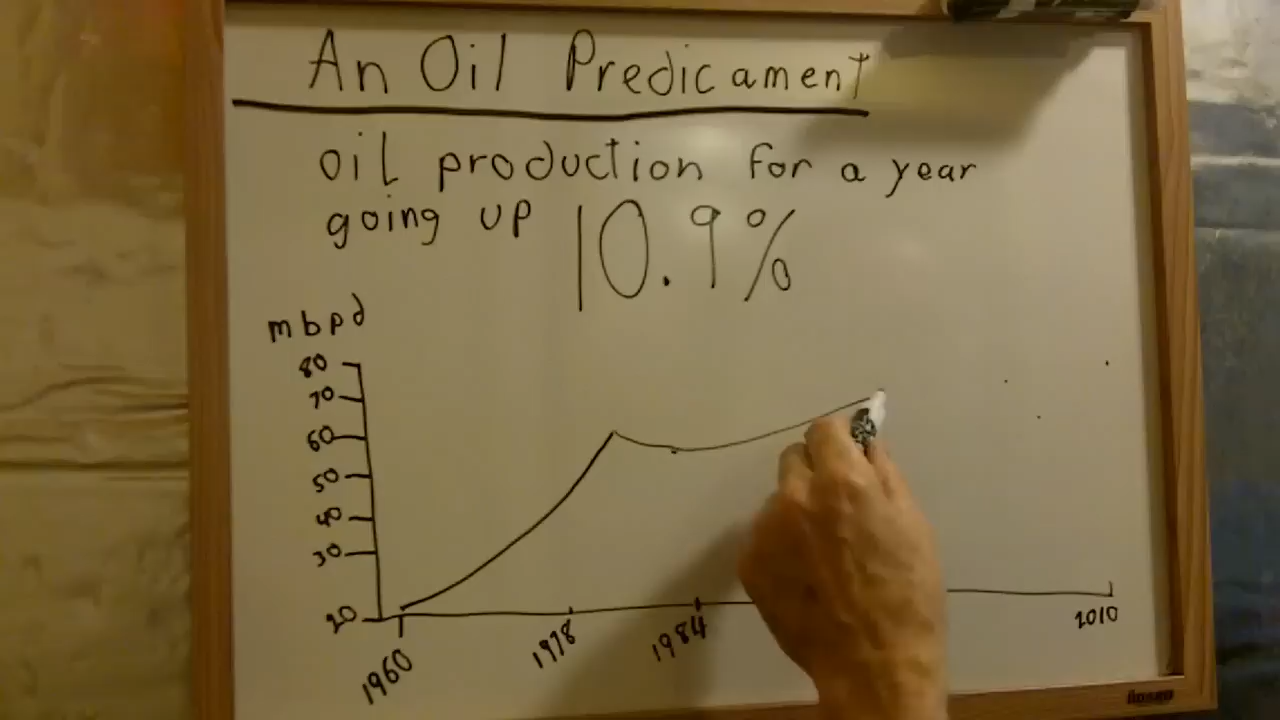 An Oil Predicament
oil production for a year
going up 10.9%
mbpd
80
70
60
50
40
30
20
1960
1978
1984
2010